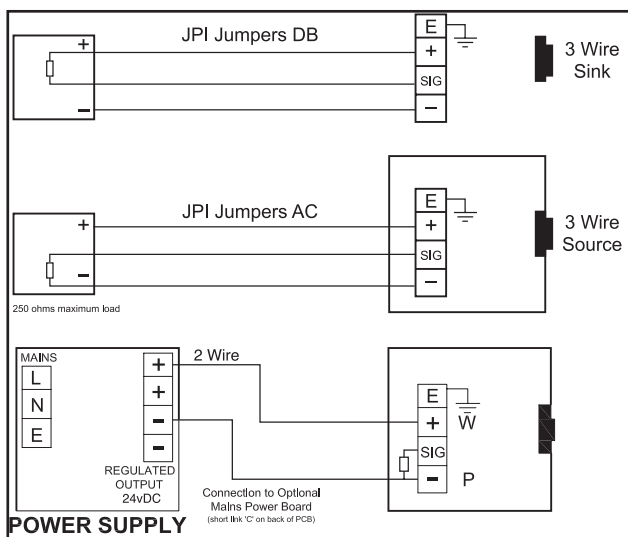 JPI Jumpers DB
+
−
E
+
SIG
−
3 Wire
Sink
JPI Jumpers AC
+
−
E
+
SIG
−
3 Wire
Source
250 ohms maximum load
MAINS
L
N
E
+
+
−
−
REGULATED
OUTPUT
24vDC
2 Wire
Connection to Optional
Mains Power Board
(short link 'C' on back of PCB)
E
+
SIG
−
W
P
POWER SUPPLY